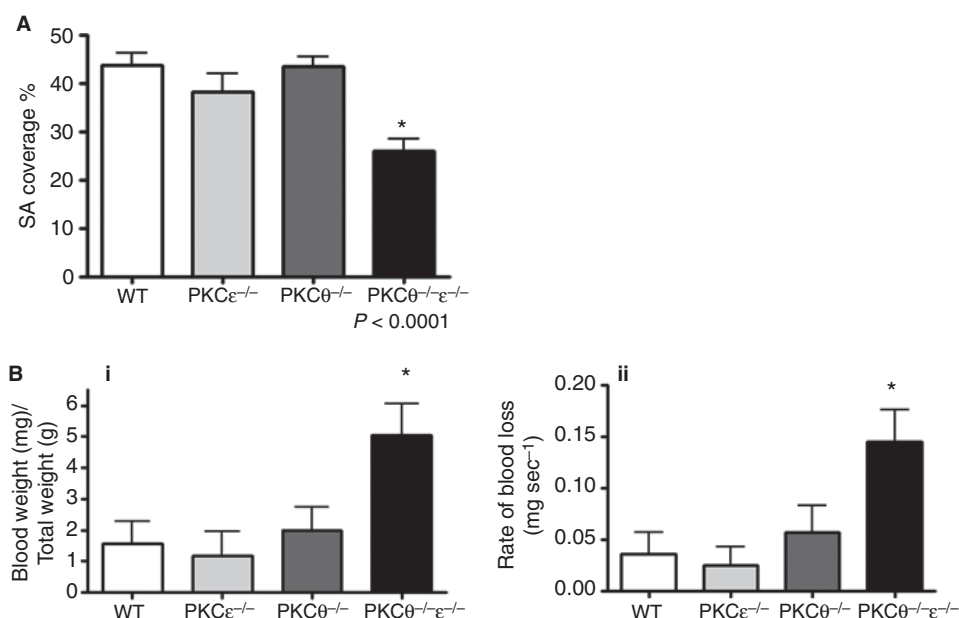 A
SA coverage %
50
40
30
20
10
0
*
WT PKCε–/– PKCθ–/– PKCθ–/–ε–/–
P < 0.0001
B i
Blood weight (mg)/
Total weight (g)
6
5
4
3
2
1
0
*
WT PKCε–/– PKCθ–/– PKCθ–/–ε–/–
ii
Rate of blood loss
(mg sec–1)
0.20
0.15
0.10
0.05
0.00
*
WT PKCε–/– PKCθ–/– PKCθ–/–ε–/–